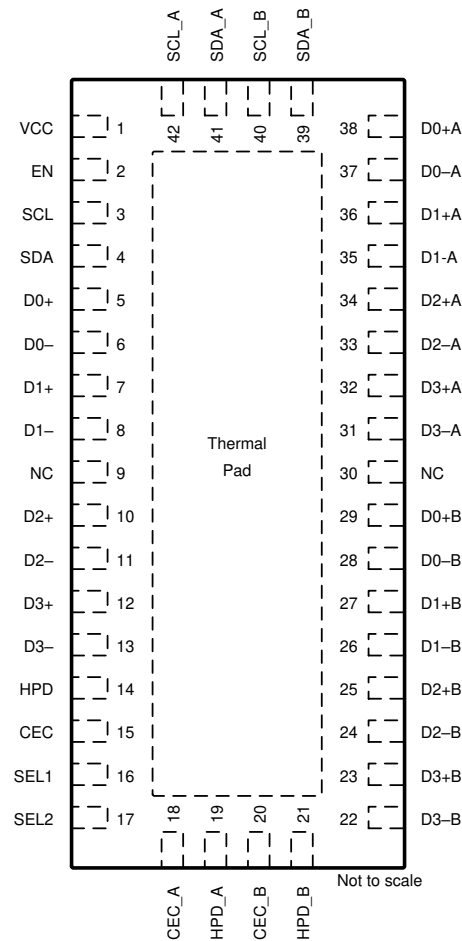 SCL_A SDA_A SCL_B SDA_B
42 41 40 39
VCC 1 38 D0+A
EN 2 37 D0–A
SCL 3 36 D1+A
SDA 4 35 D1-A
D0+ 5 34 D2+A
D0– 6 33 D2–A
D1+ 7 32 D3+A
D1– 8 31 D3–A
Thermal
Pad
NC 9 30 NC
D2+ 10 29 D0+B
D2– 11 28 D0–B
D3+ 12 27 D1+B
D3– 13 26 D1–B
HPD 14 25 D2+B
CEC 15 24 D2–B
SEL1 16 23 D3+B
SEL2 17 22 D3–B
18 19 20 21
CEC_A HPD_A CEC_B HPD_B
Not to scale